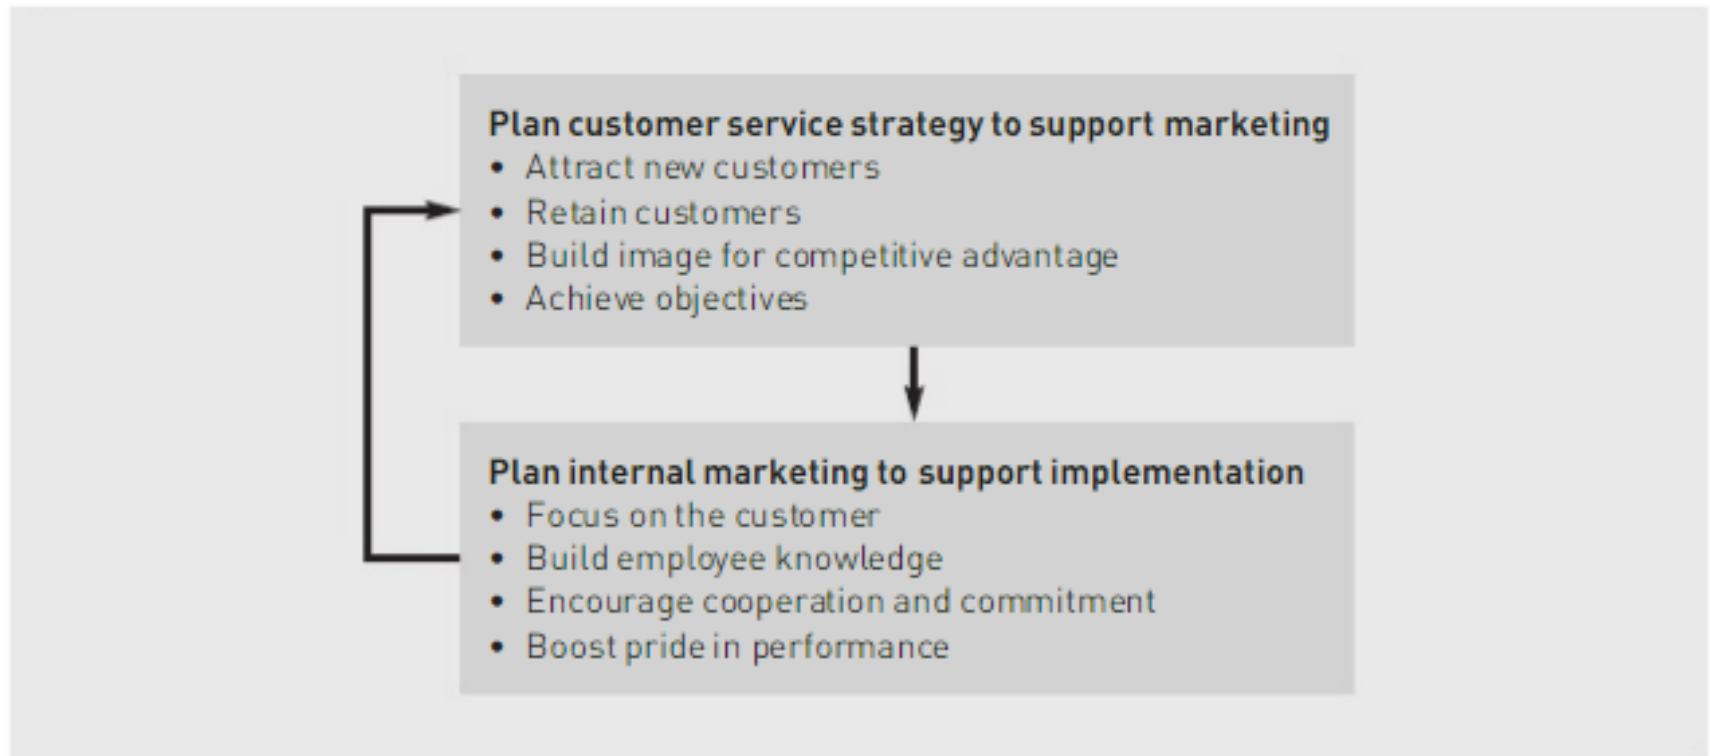 Plan customer service strategy to support marketing
• Attract new customers
• Retain customers
• Build image for competitive advantage
• Achieve objectives
Plan internal marketing to support implementation
• Focus on the customer
• Build employee knowledge
• Encourage cooperation and commitment
• Boost pride in performance